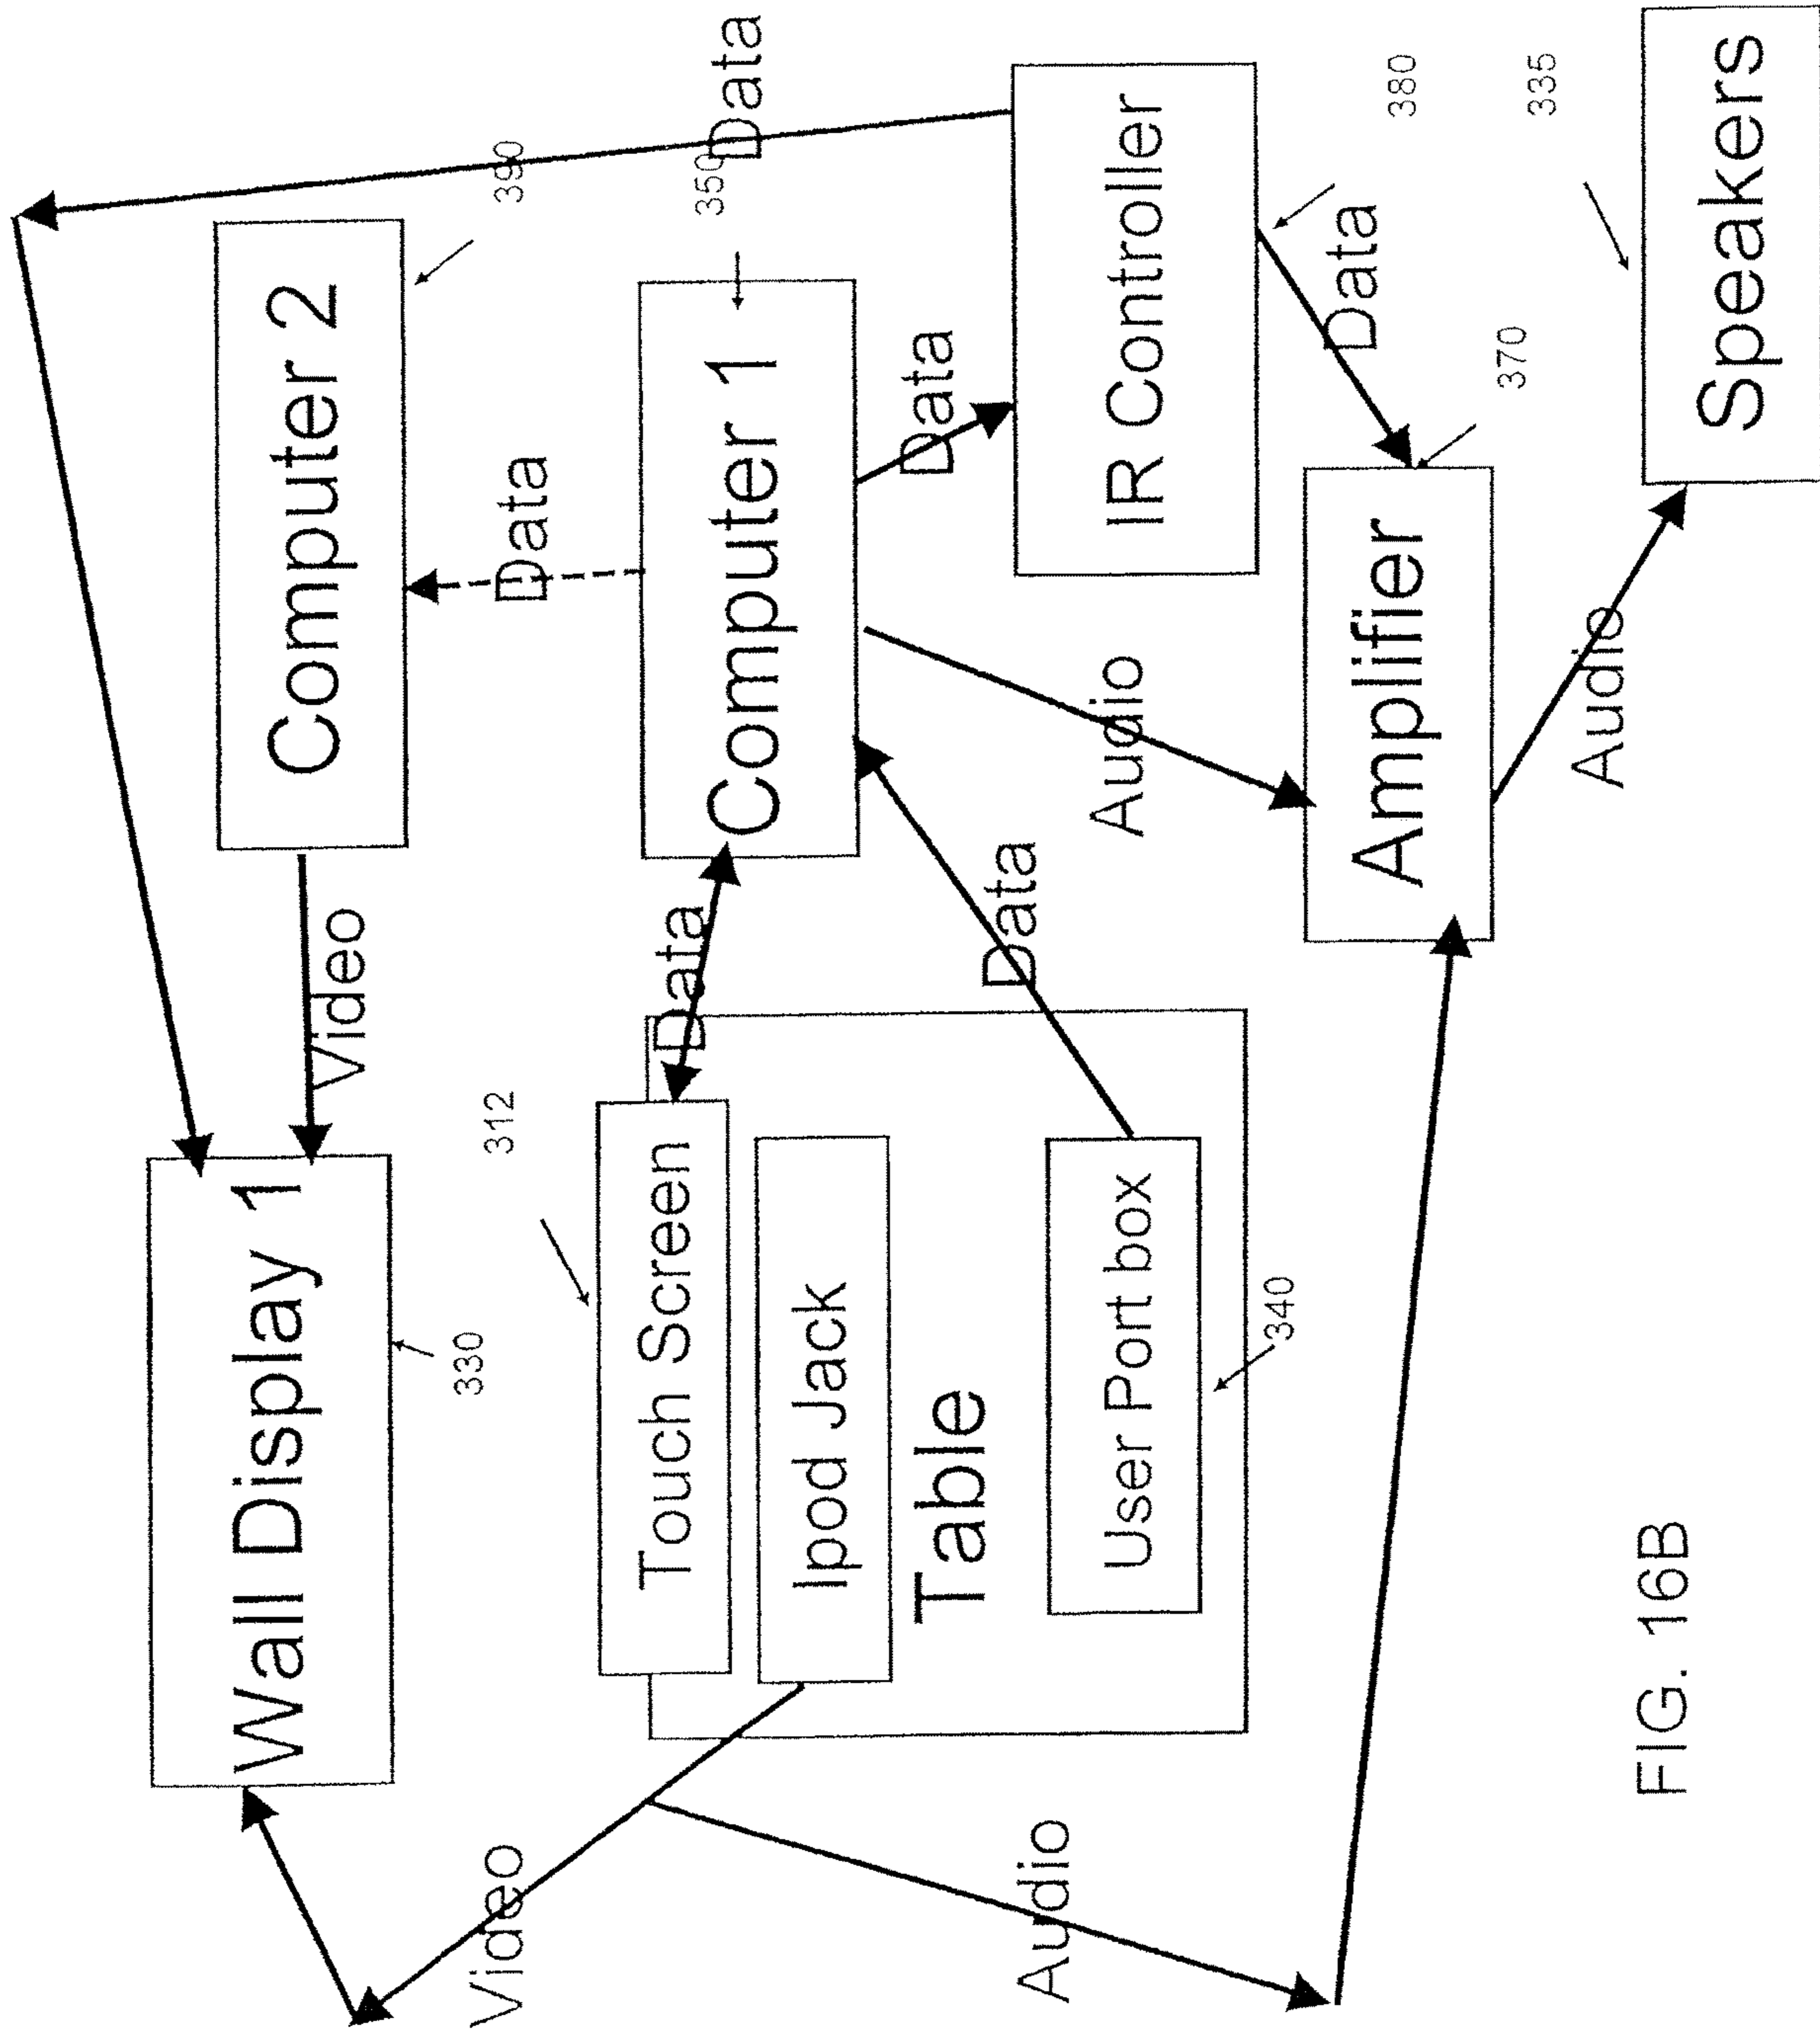 Wall Display 1
330
Video
Computer 2
390
Data
312
Touch Screen
Data
Computer 1
350
Data
Ipod Jack
Table
User Port box
340
Data
Data
IR Controller
380
Data
Video
Audio
Audio
Amplifier
370
Audio
Speakers
335
FIG. 16B